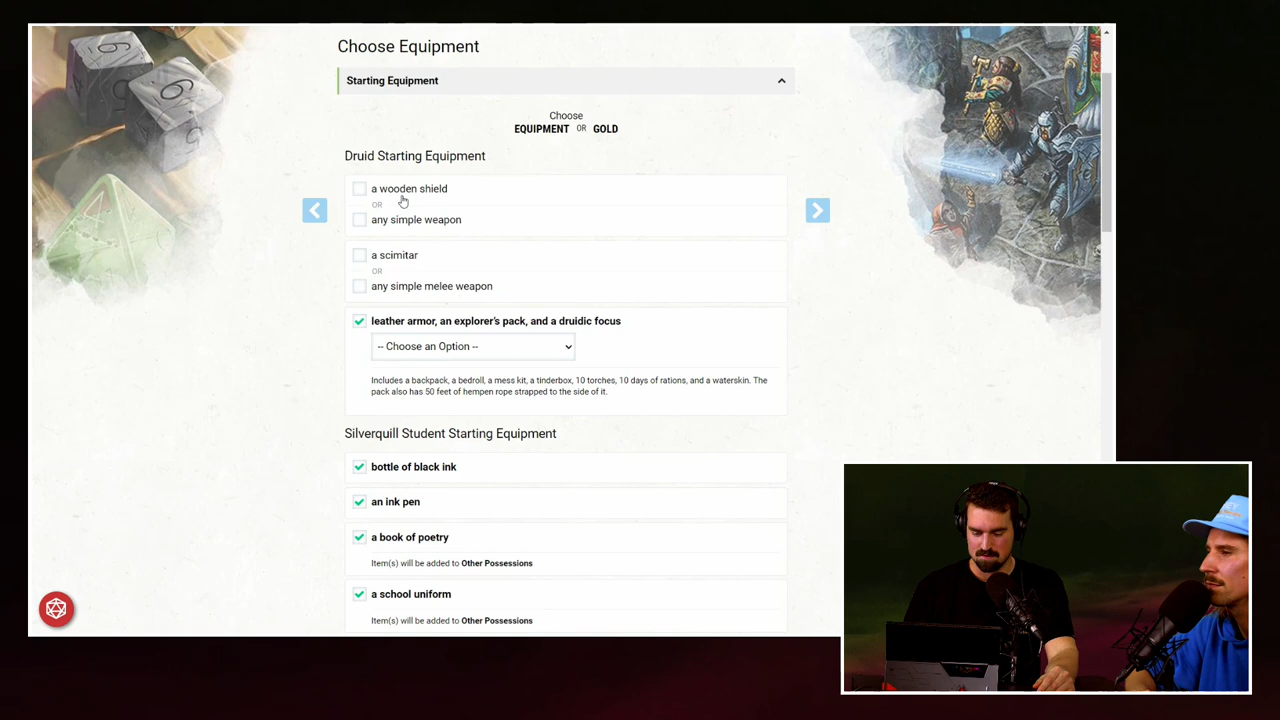 Choose Equipment
Starting Equipment
Choose
EQUIPMENT OR GOLD
Druid Starting Equipment
a wooden shield
OR
any simple weapon
a scimitar
OR
any simple melee weapon
leather armor, an explorer's pack, and a druidic focus
-- Choose an Option --
Includes a backpack, a bedroll, a mess kit, a tinderbox, 10 torches, 10 days of rations, and a waterskin. The
pack also has 50 feet of hempen rope strapped to the side of it.
Silverquill Student Starting Equipment
bottle of black ink
an ink pen
a book of poetry
Item(s) will be added to Other Possessions
a school uniform
Item(s) will be added to Other Possessions